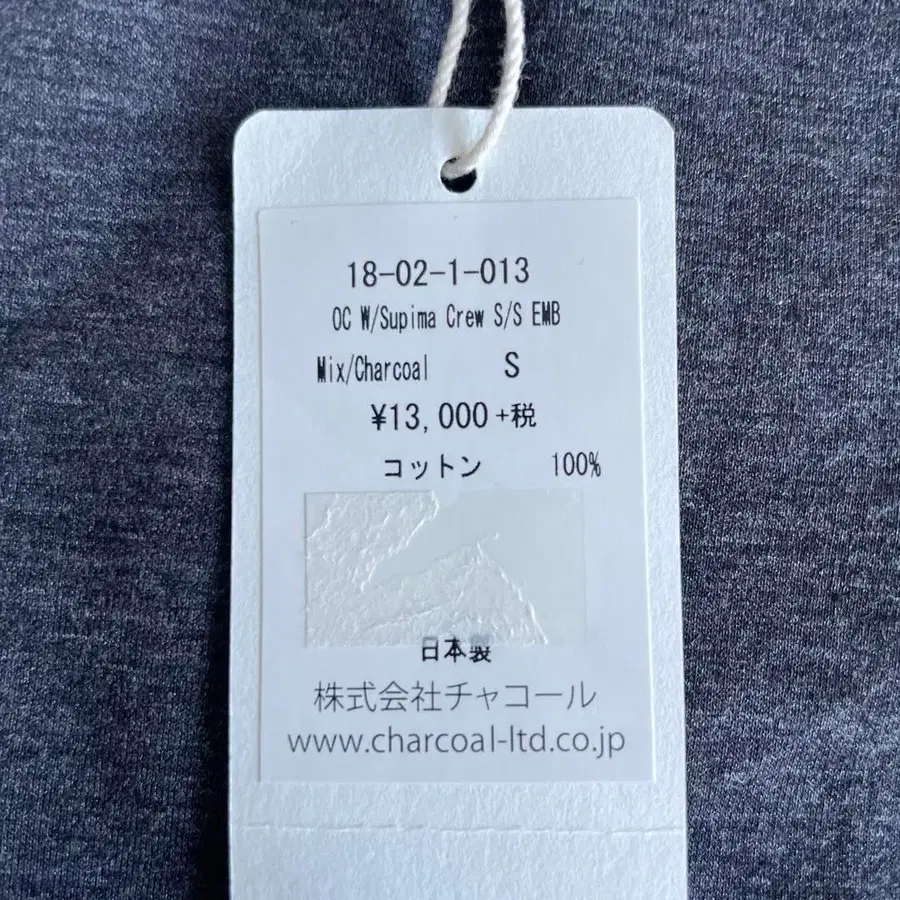 18-02-1-013
OC W/Supima Crew S/S EMB
Mix/Charcoal S
¥13,000+税
コットン 100%
日本製
株式会社チャコール
www.charcoal-ltd.co.jp